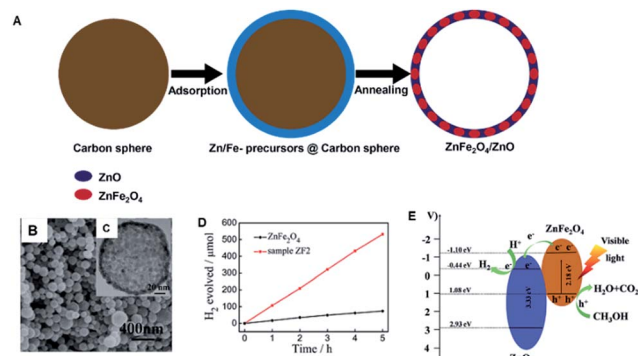 A
Adsorption
Annealing
Carbon sphere
Zn/Fe- precursors @ Carbon sphere
ZnFe₂O₄/ZnO
ZnO
ZnFe₂O₄
B
C
20 nm
400nm
D
H₂ evolved / μmol
600
500
400
300
200
100
0
ZnFe₂O₄
sample ZF2
0 1 2 3 4 5
Time / h
E
V)
-2
-1
0
1
2
3
4
-1.10 eV
-0.44 eV
1.08 eV
2.93 eV
ZnFe₂O₄
Visible
light
e⁻
H⁺
H₂
e⁻
e⁻
e⁻
2.18 eV
3.33 eV
h⁺ h⁺
h⁺
H₂O+CO₂
CH₃OH